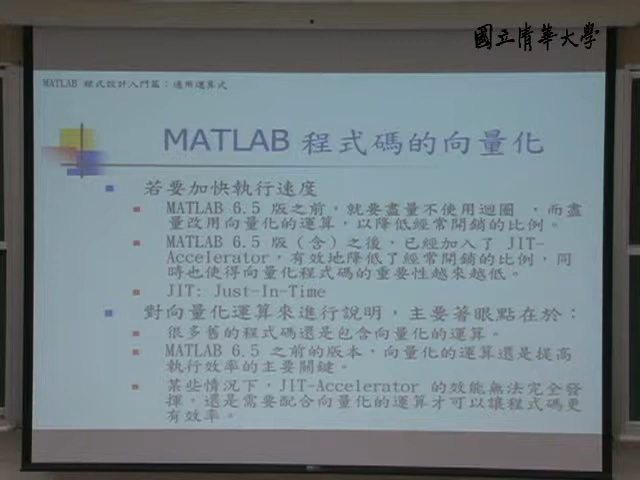 國立清華大學
MATLAB 程式設計入門篇：通用運算式
MATLAB 程式碼的向量化
若要加快執行速度
MATLAB 6.5 版之前，就要盡量不使用迴圈，而盡
量改用向量化的運算，以降低經常開銷的比例。
MATLAB 6.5 版（含）之後，已經加入了 JIT-
Accelerator，有效地降低了經常開銷的比例，同
時也使得向量化程式碼的重要性越來越低。
JIT: Just-In-Time
對向量化運算來進行說明，主要著眼點在於：
很多舊的程式碼還是包含向量化的運算。
MATLAB 6.5 之前的版本，向量化的運算還是提高
執行效率的主要關鍵。
某些情況下，JIT-Accelerator 的效能無法完全發
揮，還是需要配合向量化的運算才可以讓程式碼更
有效率。